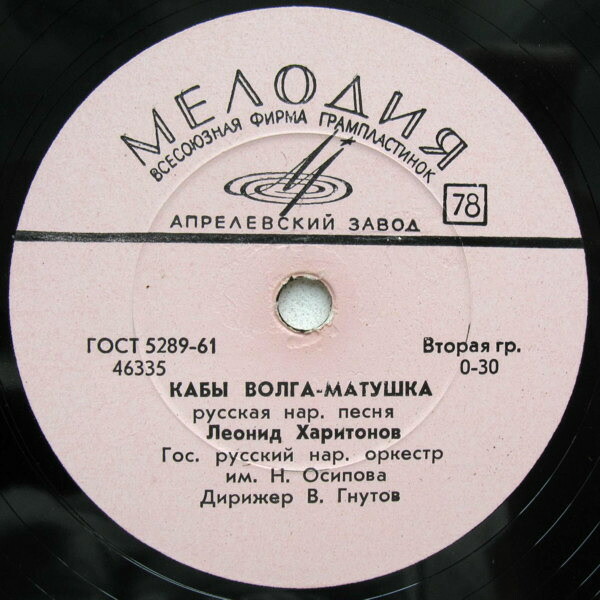 МЕЛОДИЯ
ВСЕСОЮЗНАЯ ФИРМА ГРАМПЛАСТИНОК
78
АПРЕЛЕВСКИЙ ЗАВОД
ГОСТ 5289-61 Вторая гр.
46335 0-30
КАБЫ ВОЛГА-МАТУШКА
русская нар. песня
Леонид Харитонов
Гос. русский нар. оркестр
им. Н. Осипова
Дирижер В. Гнутов